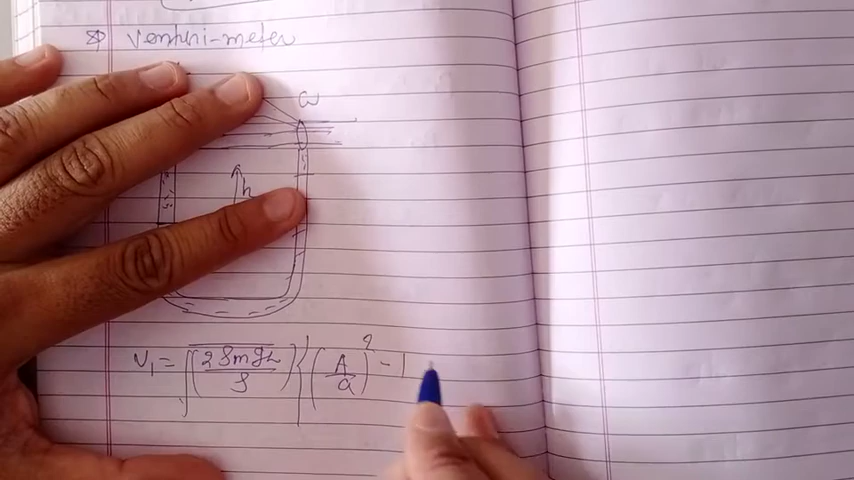 Venturi-meter
a
h
V₁ = √(2ρmgh/ρ) {(A/a)² - 1